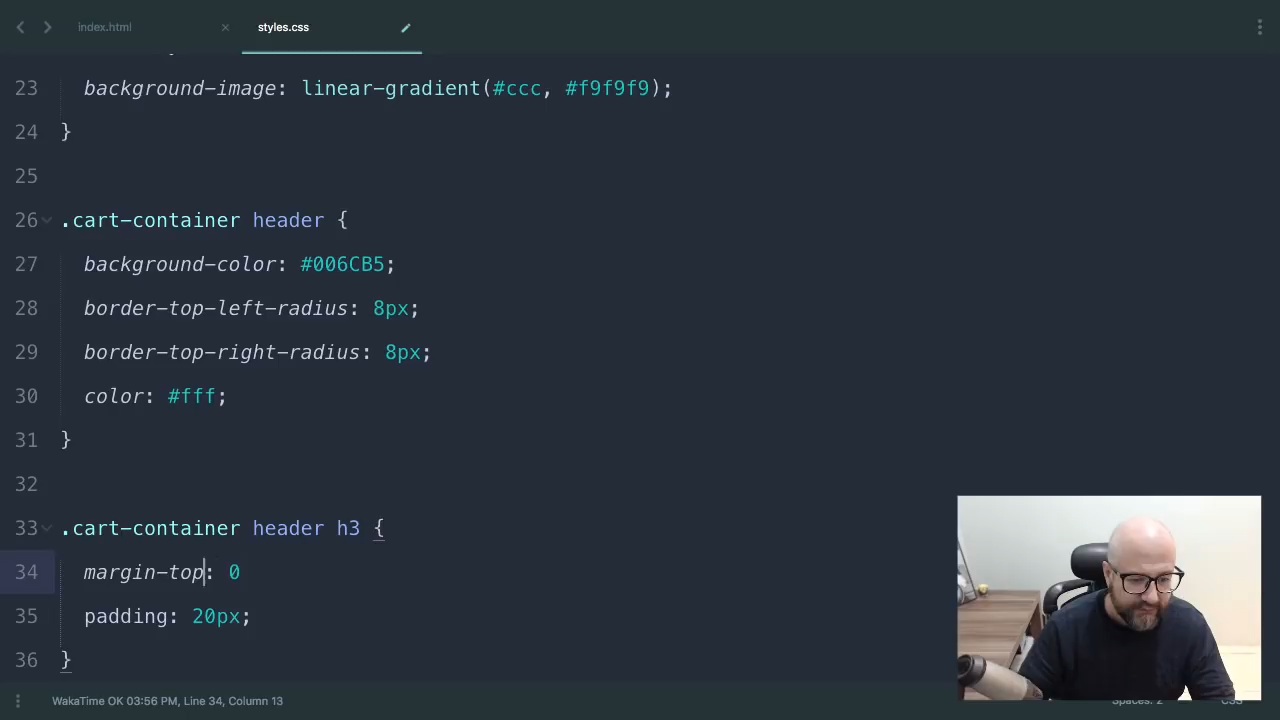 index.html
styles.css
23 background-image: linear-gradient(#ccc, #f9f9f9);
24 }
25
26 .cart-container header {
27 background-color: #006CB5;
28 border-top-left-radius: 8px;
29 border-top-right-radius: 8px;
30 color: #fff;
31 }
32
33 .cart-container header h3 {
34 margin-top: 0
35 padding: 20px;
36 }
WakaTime OK 03:56 PM, Line 34, Column 13
Spaces: 2
CSS